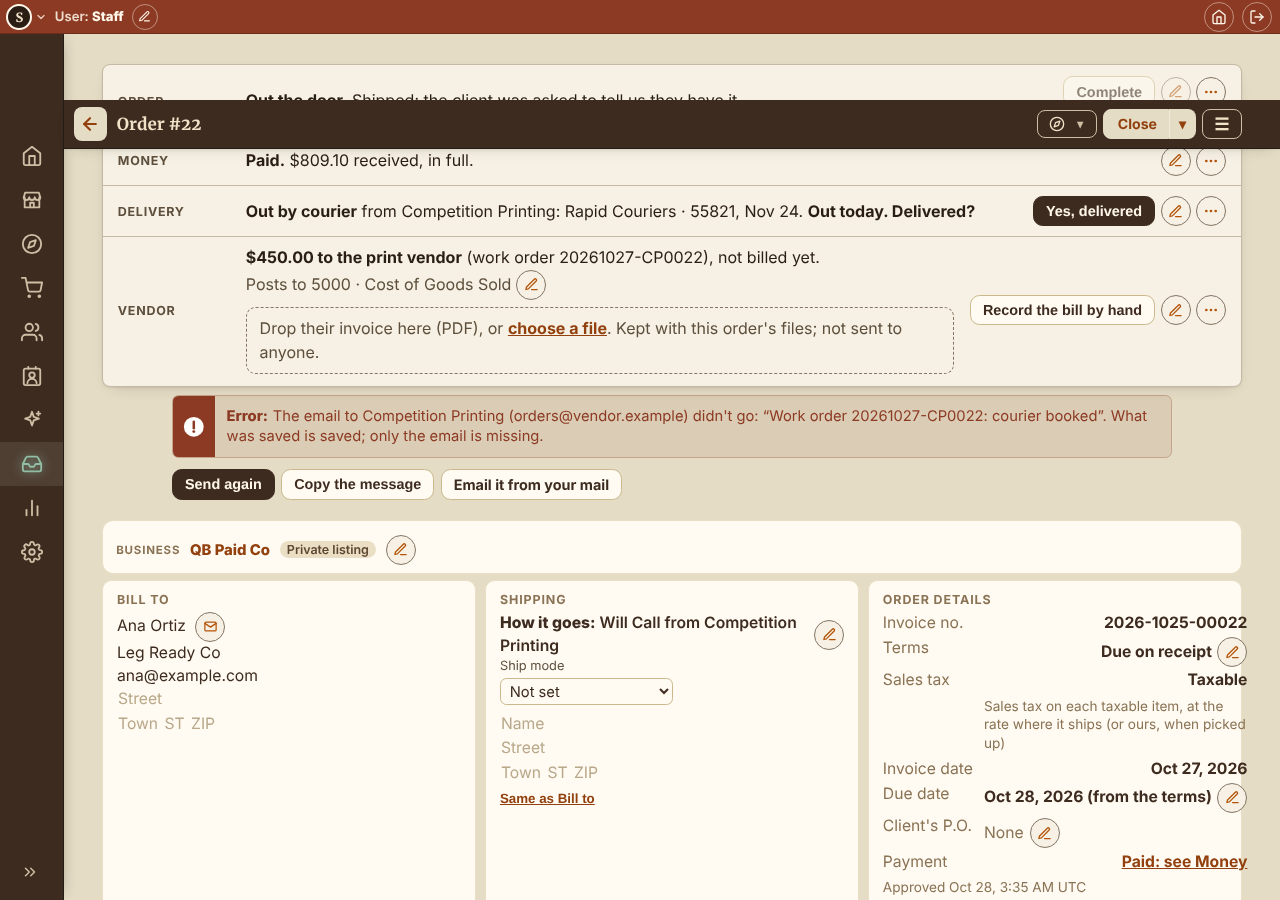 S User: Staff
ORDER Out the door. Shipped; the client was asked to tell us they have it. Complete
Order #22 Close
MONEY Paid. $809.10 received, in full.
DELIVERY Out by courier from Competition Printing: Rapid Couriers · 55821, Nov 24. Out today. Delivered? Yes, delivered
$450.00 to the print vendor (work order 20261027-CP0022), not billed yet.
Posts to 5000 · Cost of Goods Sold
VENDOR Record the bill by hand
Drop their invoice here (PDF), or choose a file. Kept with this order's files; not sent to
anyone.
Error: The email to Competition Printing (orders@vendor.example) didn't go: “Work order 20261027-CP0022: courier booked”. What
was saved is saved; only the email is missing.
Send again Copy the message Email it from your mail
BUSINESS QB Paid Co Private listing
BILL TO
Ana Ortiz
Leg Ready Co
ana@example.com
Street
Town ST ZIP
SHIPPING
How it goes: Will Call from Competition
Printing
Ship mode
Not set
Name
Street
Town ST ZIP
Same as Bill to
ORDER DETAILS
Invoice no. 2026-1025-00022
Terms Due on receipt
Sales tax Taxable
Sales tax on each taxable item, at the
rate where it ships (or ours, when picked
up)
Invoice date Oct 27, 2026
Due date Oct 28, 2026 (from the terms)
Client's P.O. None
Payment Paid: see Money
Approved Oct 28, 3:35 AM UTC